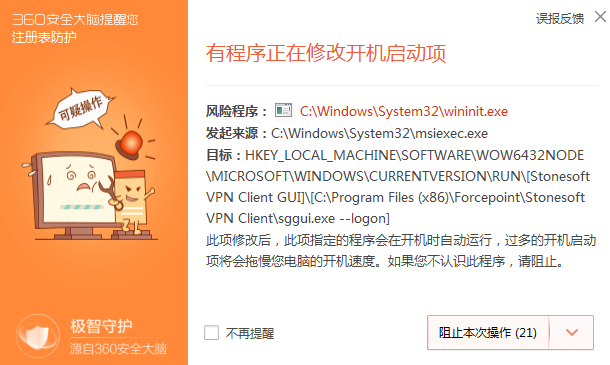 360安全大脑提醒您
注册表防护
误报反馈
有程序正在修改开机启动项
可疑操作
风险程序： C:\Windows\System32\wininit.exe
发起来源：C:\Windows\System32\msiexec.exe
目标：HKEY_LOCAL_MACHINE\SOFTWARE\WOW6432NODE
\MICROSOFT\WINDOWS\CURRENTVERSION\RUN\[Stonesoft
VPN Client GUI]\[C:\Program Files (x86)\Forcepoint\Stonesoft
VPN Client\sggui.exe --logon]
此项修改后，此项指定的程序会在开机时自动运行，过多的开机启动
项将会拖慢您电脑的开机速度。如果您不认识此程序，请阻止。
极智守护
源自360安全大脑
不再提醒
阻止本次操作 (21)